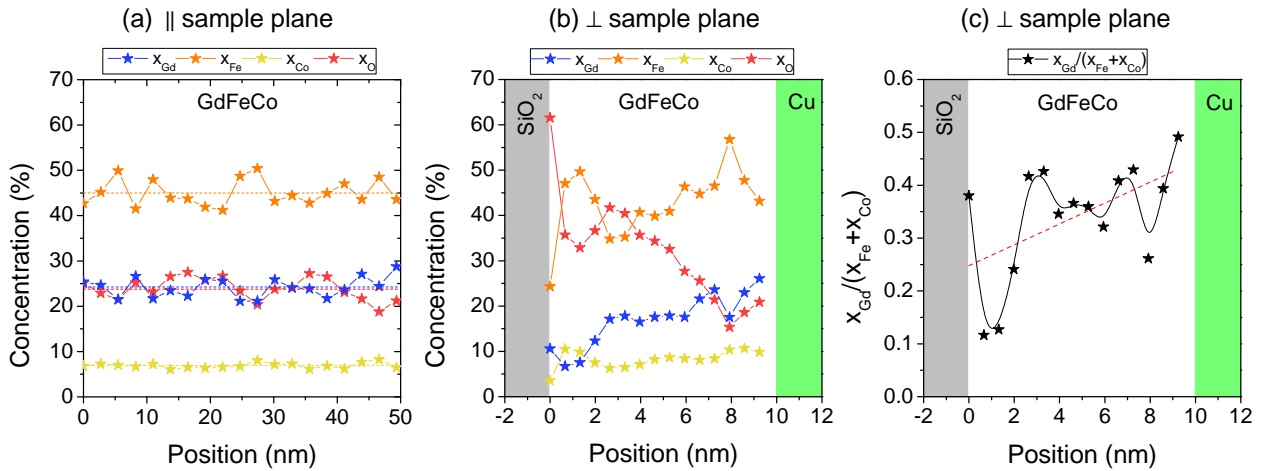 (a) ∥ sample plane
x_Gd x_Fe x_Co x_O
GdFeCo
Concentration (%)
70
60
50
40
30
20
10
0
0 10 20 30 40 50
Position (nm)
(b) ⊥ sample plane
x_Gd x_Fe x_Co x_O
SiO₂
GdFeCo
Cu
Concentration (%)
70
60
50
40
30
20
10
0
-2 0 2 4 6 8 10 12
Position (nm)
(c) ⊥ sample plane
x_Gd/(x_Fe+x_Co)
SiO₂
GdFeCo
Cu
x_Gd/(x_Fe+x_Co)
0.6
0.5
0.4
0.3
0.2
0.1
0.0
-2 0 2 4 6 8 10 12
Position (nm)